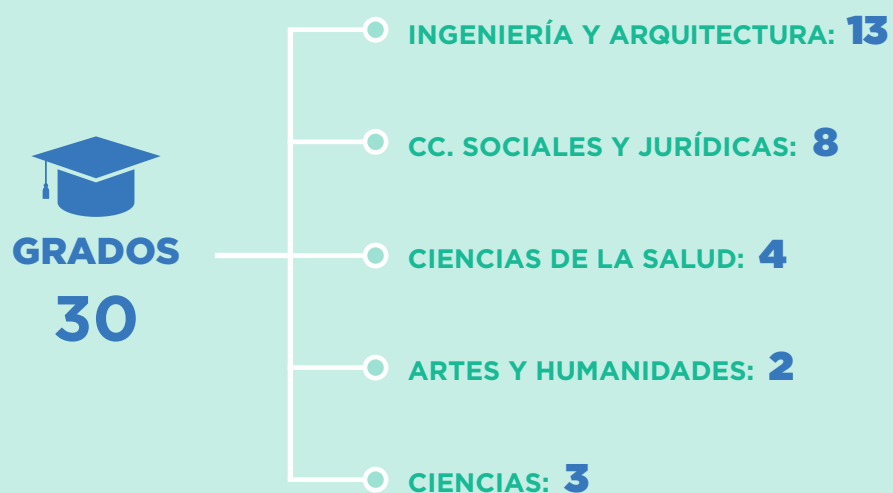 GRADOS
30
INGENIERÍA Y ARQUITECTURA: 13
CC. SOCIALES Y JURÍDICAS: 8
CIENCIAS DE LA SALUD: 4
ARTES Y HUMANIDADES: 2
CIENCIAS: 3